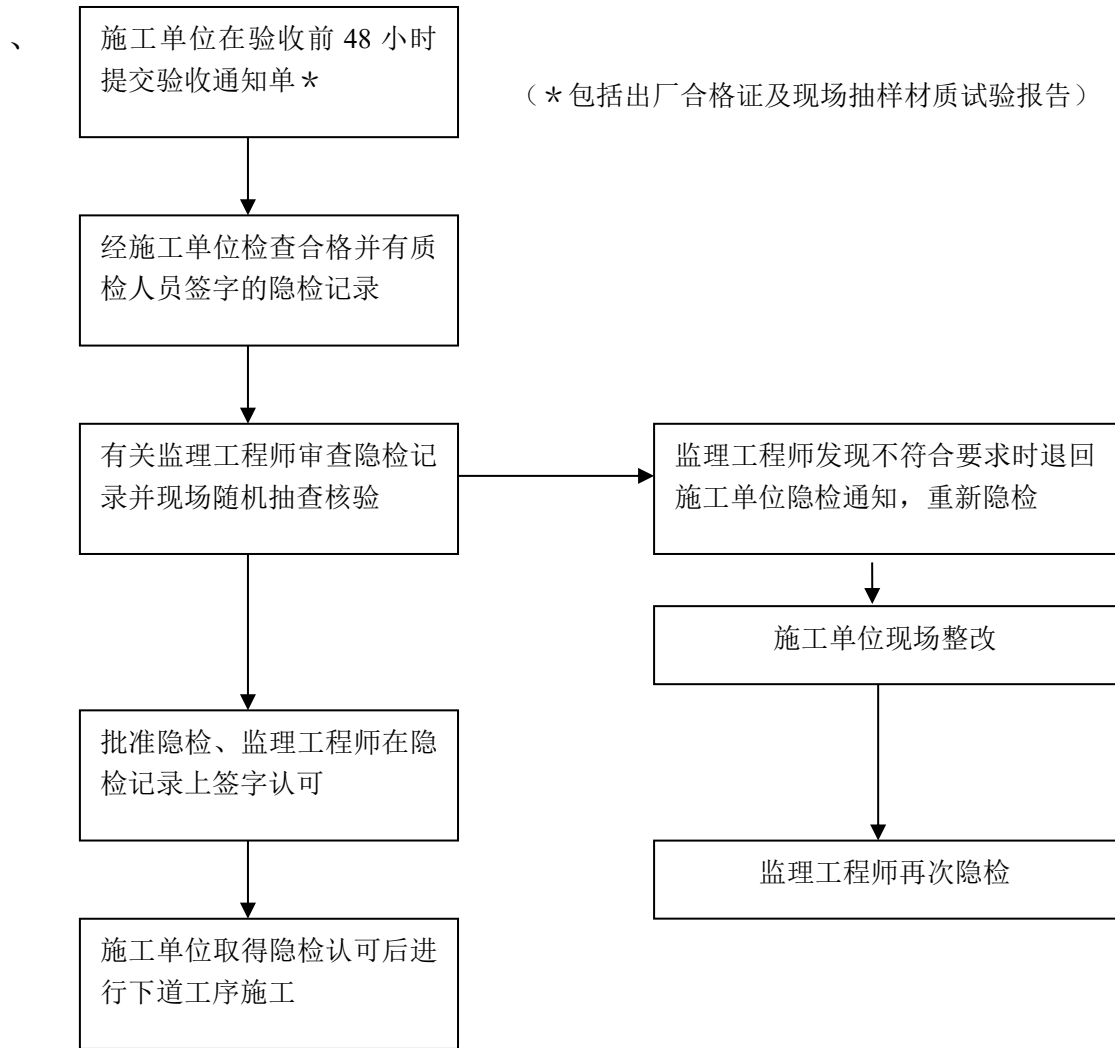 、
施工单位在验收前 48 小时
提交验收通知单＊
（＊包括出厂合格证及现场抽样材质试验报告）
经施工单位检查合格并有质
检人员签字的隐检记录
有关监理工程师审查隐检记
录并现场随机抽查核验
监理工程师发现不符合要求时退回
施工单位隐检通知，重新隐检
施工单位现场整改
批准隐检、监理工程师在隐
检记录上签字认可
监理工程师再次隐检
施工单位取得隐检认可后进
行下道工序施工